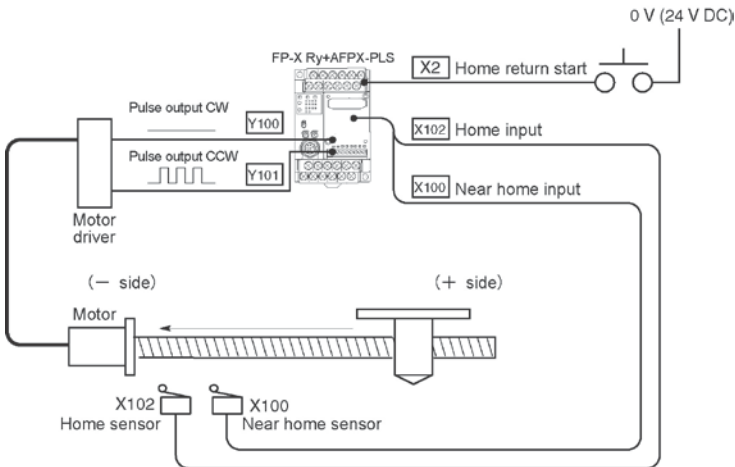 0 V (24 V DC)
FP-X Ry+AFPX-PLS
X2 Home return start
Pulse output CW
Y100
X102 Home input
Pulse output CCW
Y101
X100 Near home input
Motor
driver
(− side)
(+ side)
Motor
X102
Home sensor
X100
Near home sensor